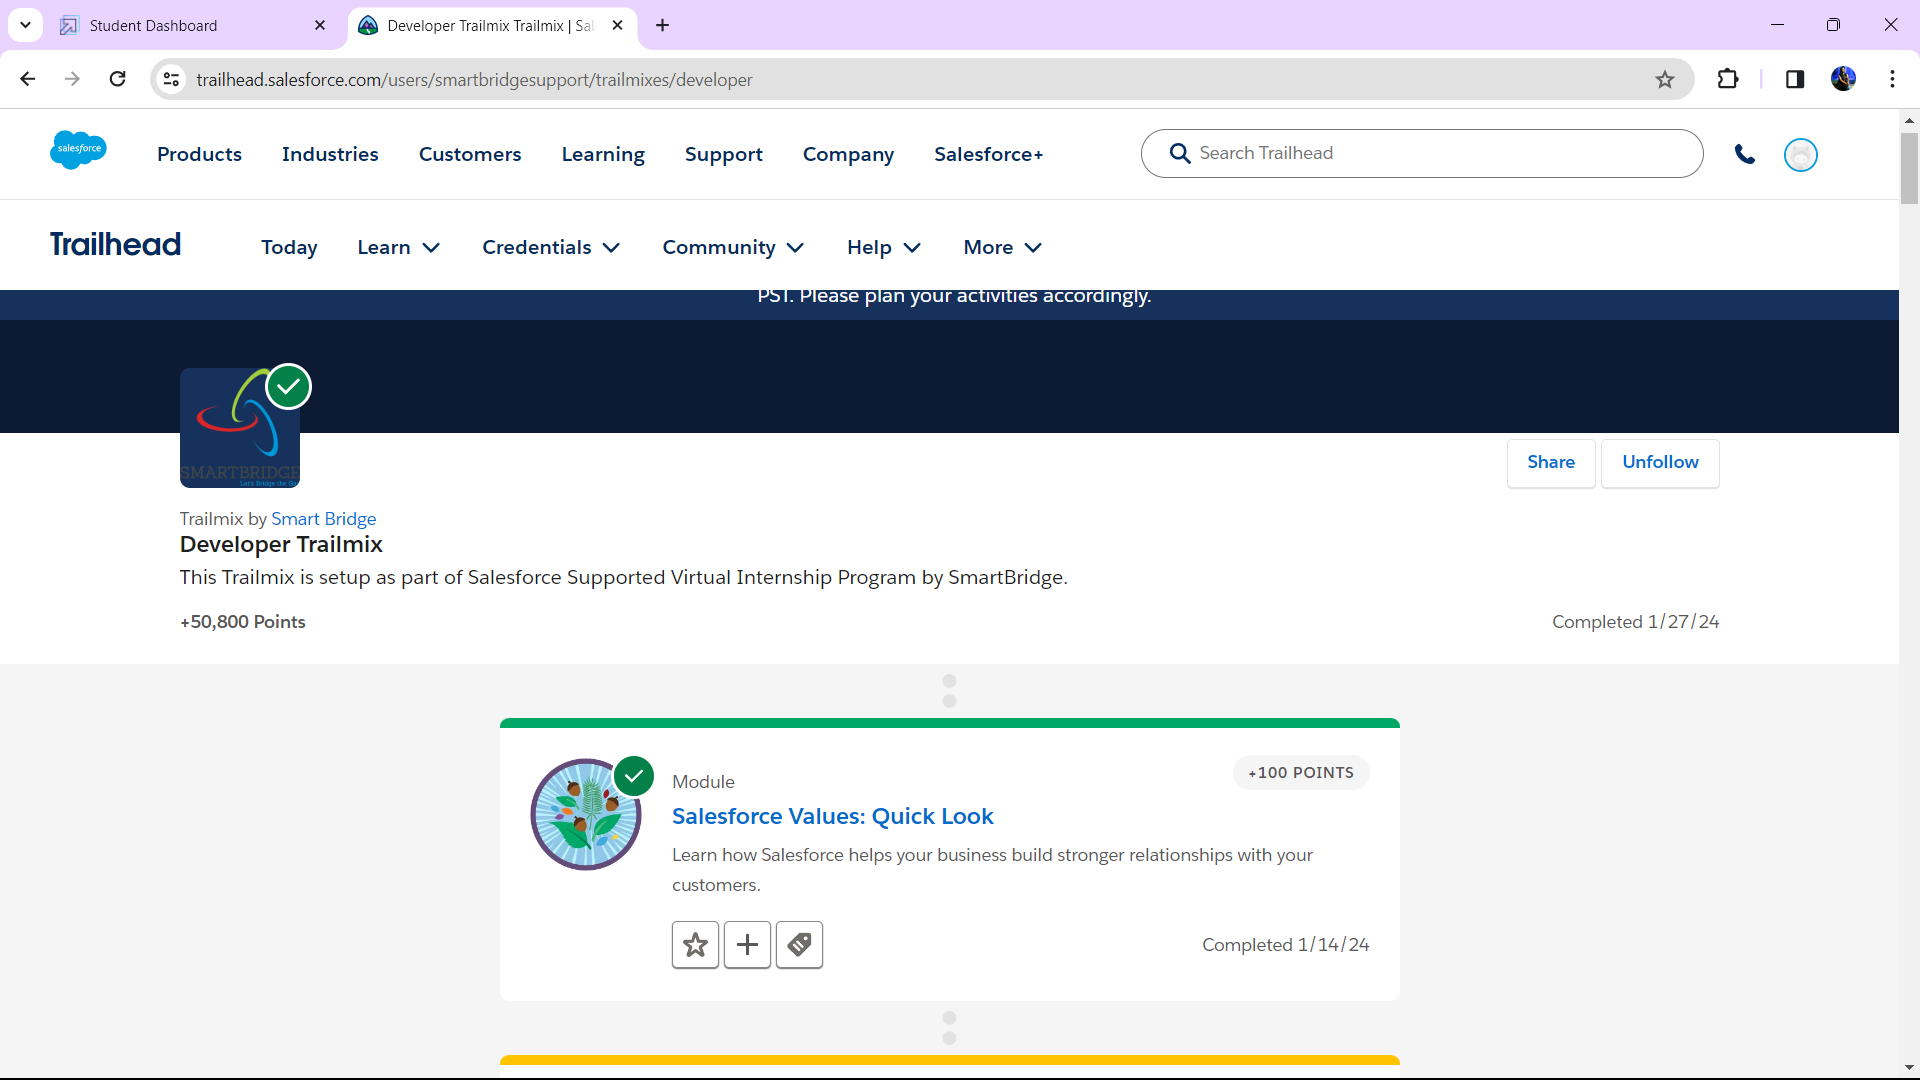 Student Dashboard
Developer Trailmix Trailmix | Sal
trailhead.salesforce.com/users/smartbridgesupport/trailmixes/developer
salesforce
Products
Industries
Customers
Learning
Support
Company
Salesforce+
Search Trailhead
Trailhead
Today
Learn
Credentials
Community
Help
More
PST. Please plan your activities accordingly.
SMARTBRIDGE
Let's Bridge the Ga
Share
Unfollow
Trailmix by Smart Bridge
Developer Trailmix
This Trailmix is setup as part of Salesforce Supported Virtual Internship Program by SmartBridge.
+50,800 Points
Completed 1/27/24
+100 POINTS
Module
Salesforce Values: Quick Look
Learn how Salesforce helps your business build stronger relationships with your
customers.
Completed 1/14/24